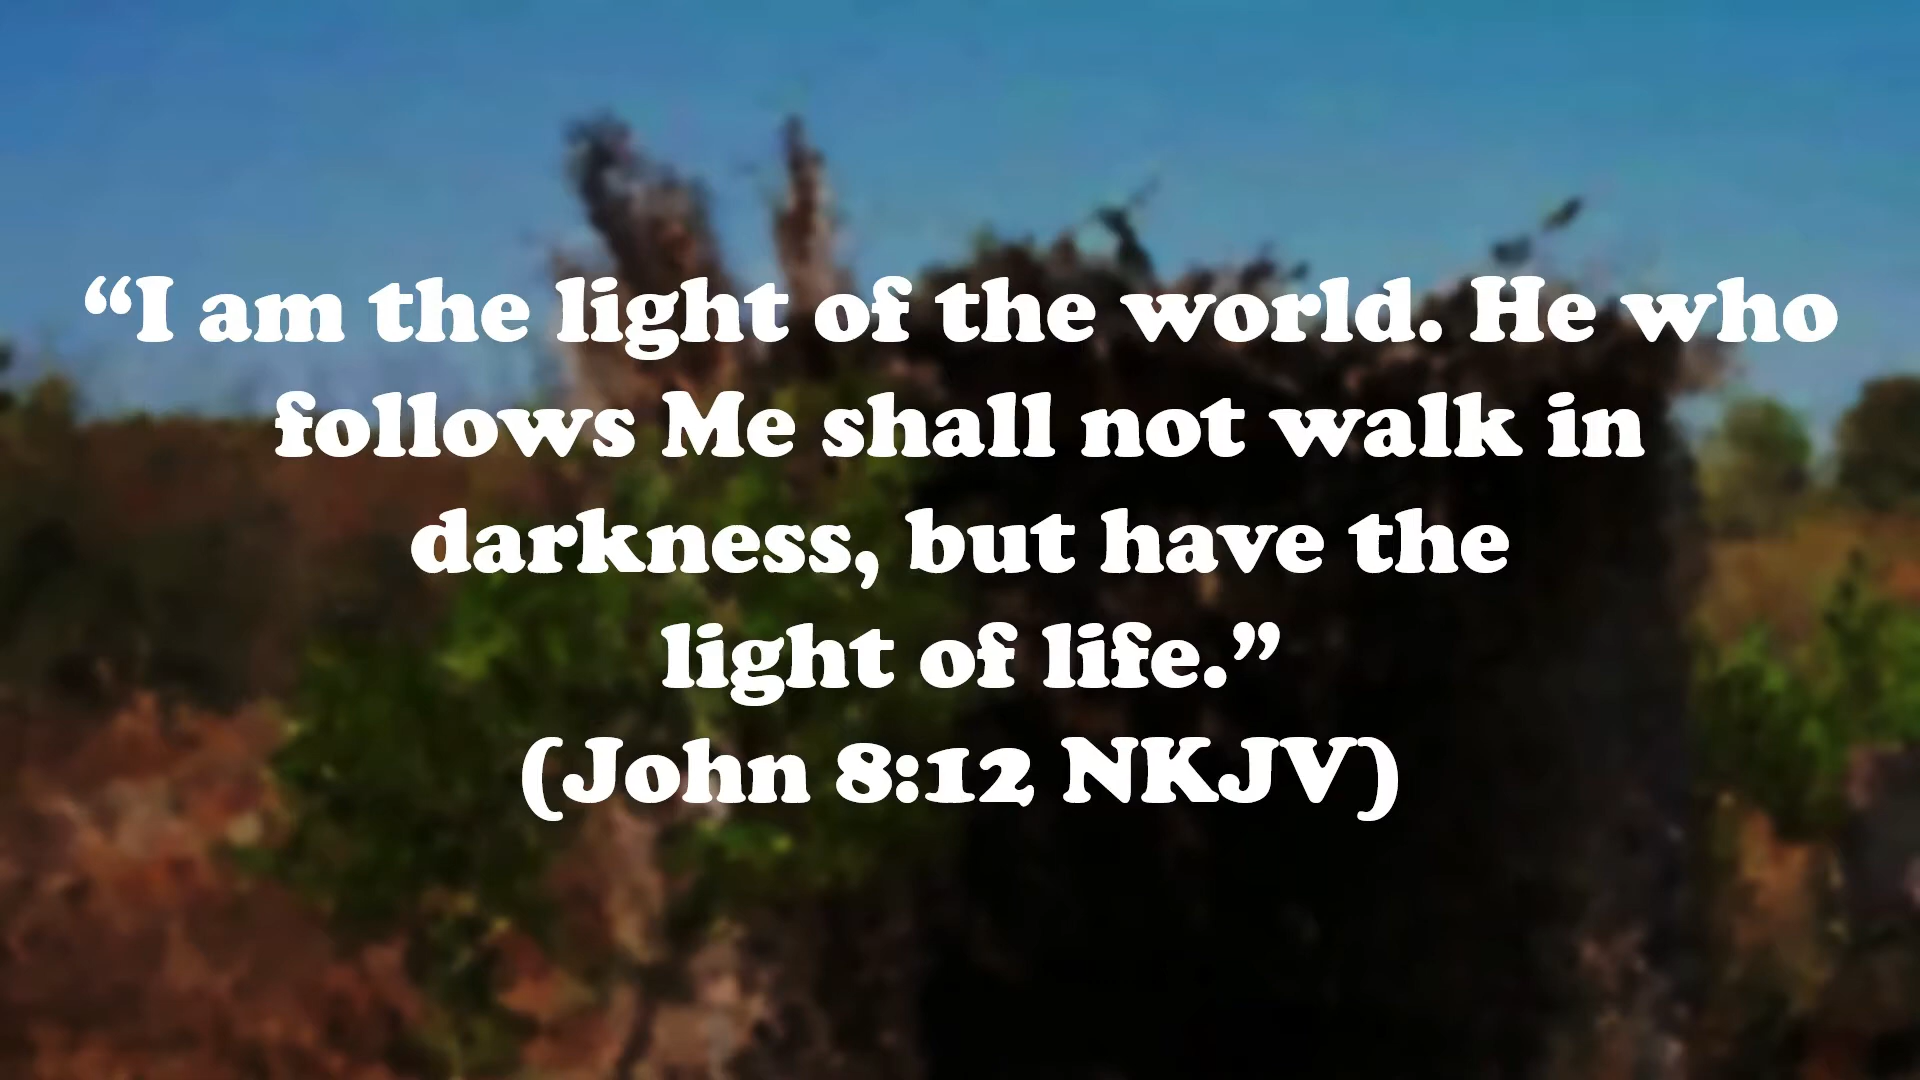 “I am the light of the world. He who
follows Me shall not walk in
darkness, but have the
light of life.”
(John 8:12 NKJV)